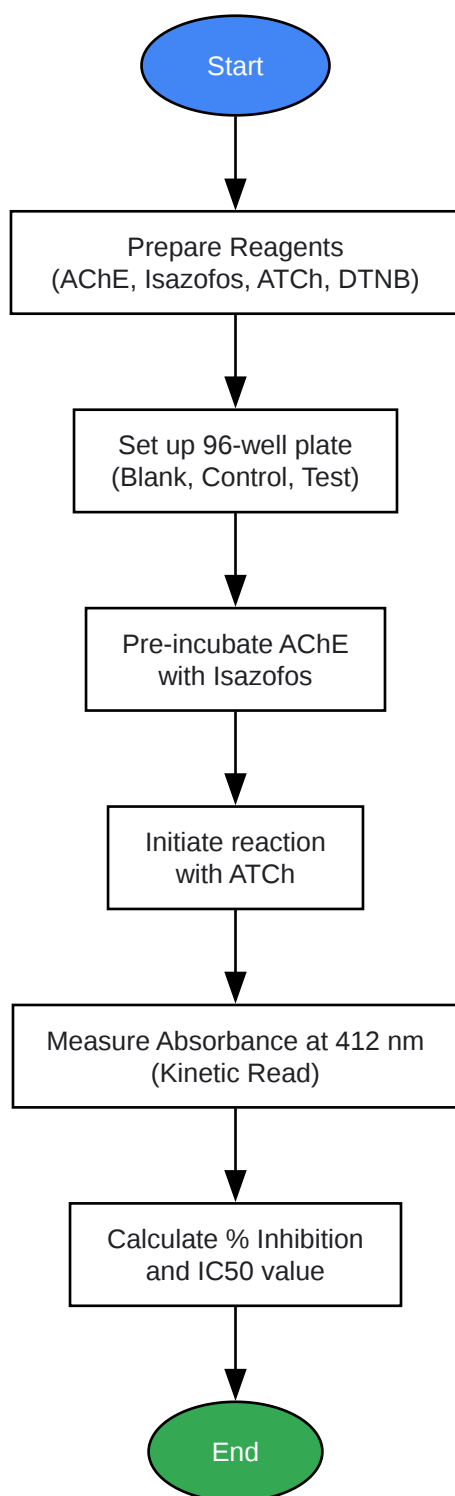 Start
Prepare Reagents
(AChE, Isazofos, ATCh, DTNB)
Set up 96-well plate
(Blank, Control, Test)
Pre-incubate AChE
with Isazofos
Initiate reaction
with ATCh
Measure Absorbance at 412 nm
(Kinetic Read)
Calculate % Inhibition
and IC50 value
End